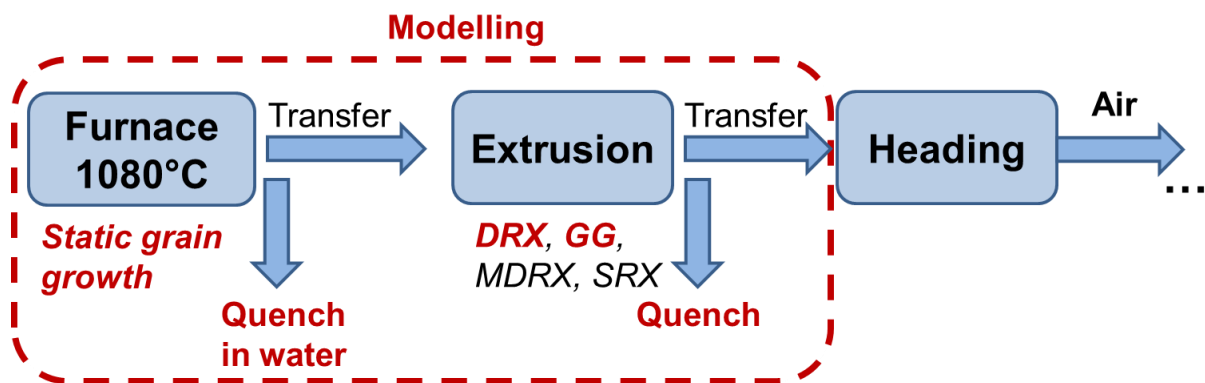 Modelling
Furnace
1080°C
Transfer
Extrusion
Transfer
Heading
Air
...
Static grain
growth
DRX, GG,
MDRX, SRX
Quench
in water
Quench